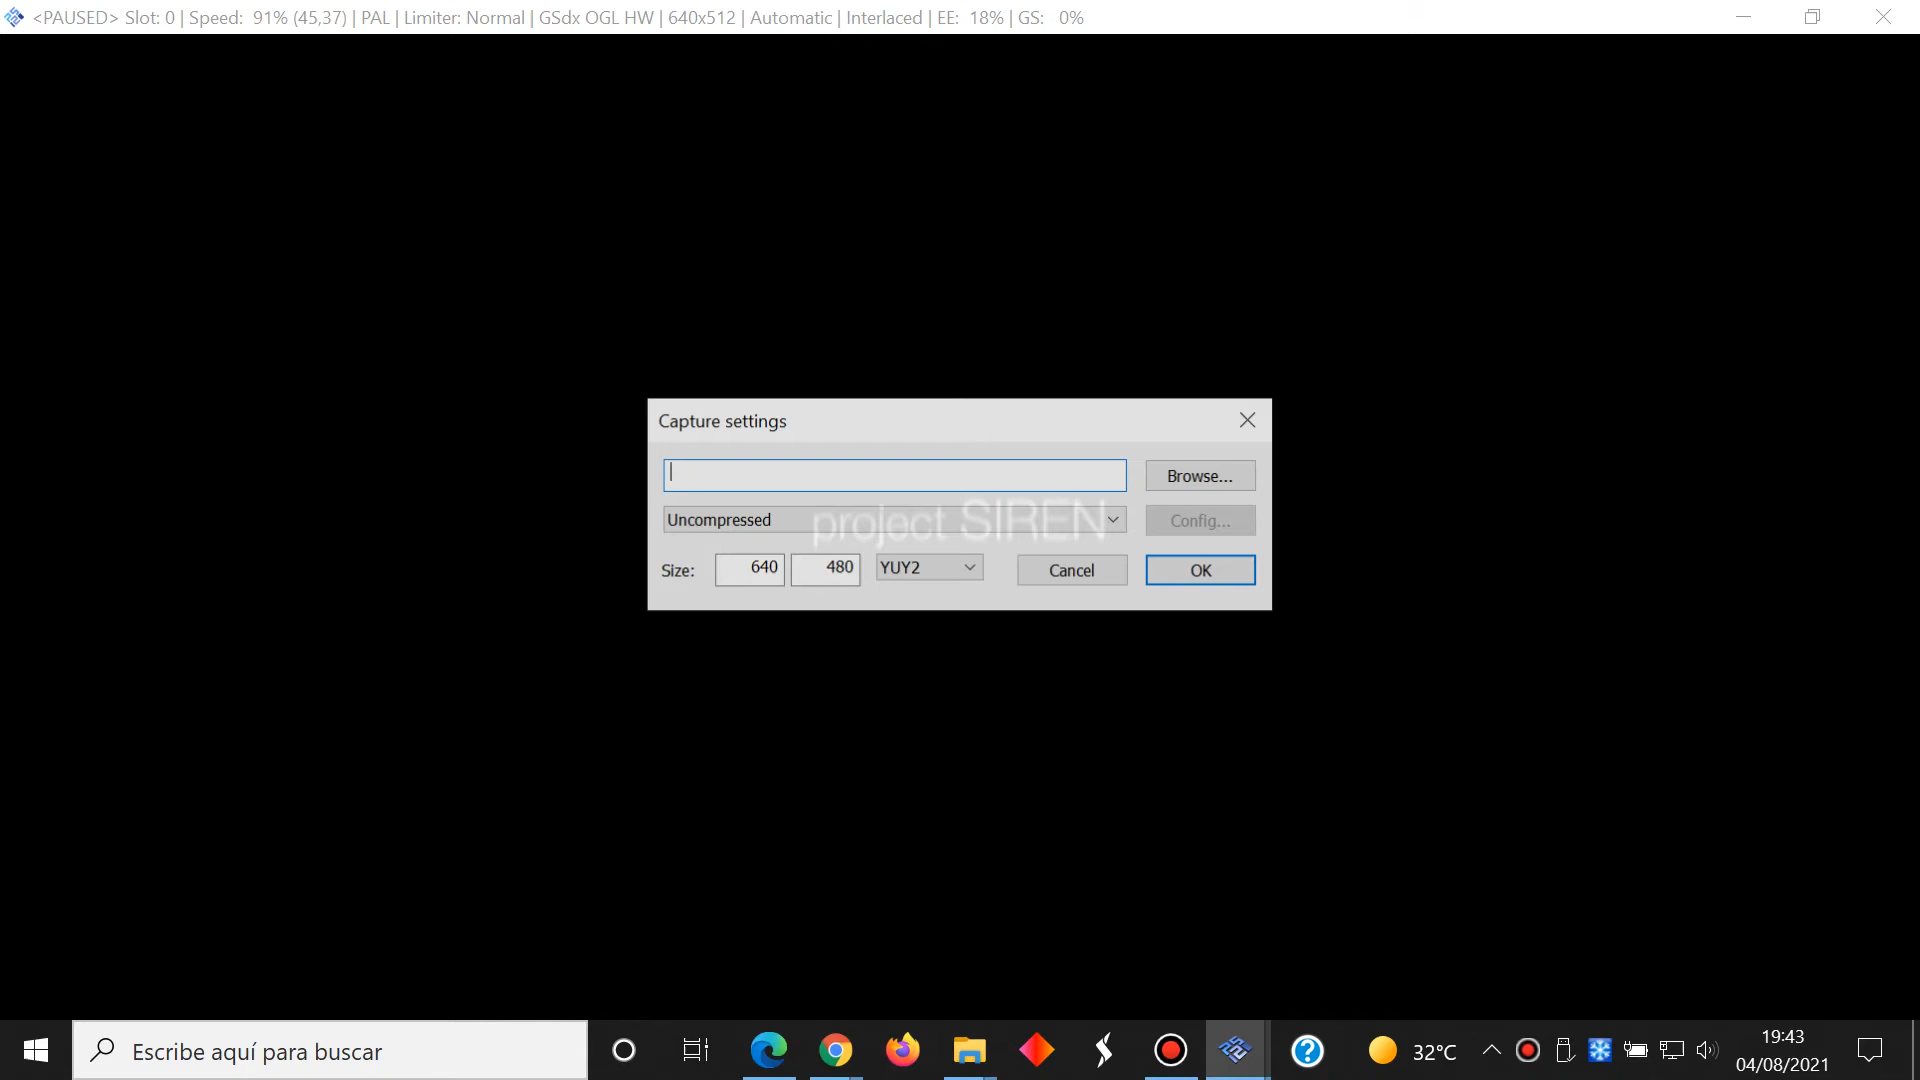 <PAUSED> Slot: 0 | Speed: 91% (45,37) | PAL | Limiter: Normal | GSdx OGL HW | 640x512 | Automatic | Interlaced | EE: 18% | GS: 0%
Capture settings
Browse...
Uncompressed
project SIREN
Config...
Size:
640
480
YUY2
Cancel
OK
Escribe aquí para buscar
32°C
19:43
04/08/2021